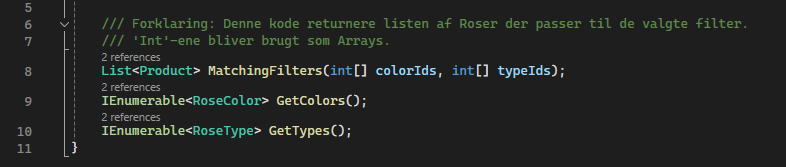 5
6 /// Forklaring: Denne kode returnere listen af Roser der passer til de valgte filter.
7 /// 'Int'-ene bliver brugt som Arrays.
2 references
8 List<Product> MatchingFilters(int[] colorIds, int[] typeIds);
2 references
9 IEnumerable<RoseColor> GetColors();
2 references
10 IEnumerable<RoseType> GetTypes();
11 }